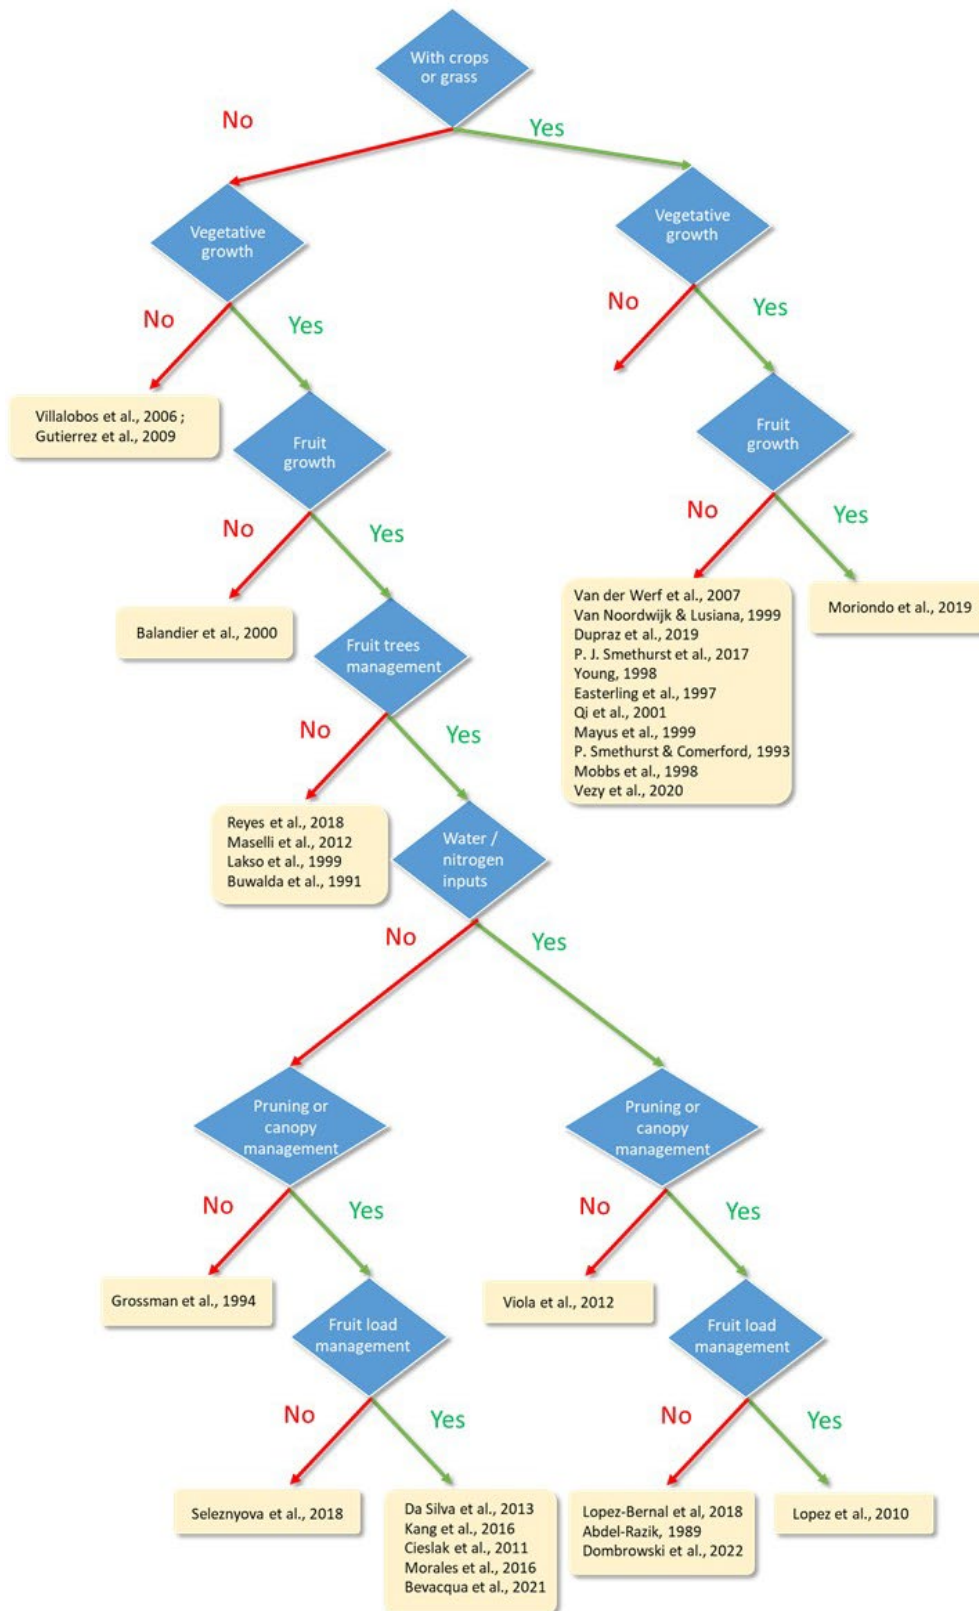 With crops
or grass
No
Yes
Vegetative
growth
Vegetative
growth
No
Yes
No
Yes
Villalobos et al., 2006 ;
Gutierrez et al., 2009
Fruit
growth
Fruit
growth
No
Yes
No
Yes
Balandier et al., 2000
Van der Werf et al., 2007
Van Noordwijk & Lusiana, 1999
Dupraz et al., 2019
P. J. Smethurst et al., 2017
Young, 1998
Easterling et al., 1997
Qi et al., 2001
Mayus et al., 1999
P. Smethurst & Comerford, 1993
Mobbs et al., 1998
Vezy et al., 2020
Moriondo et al., 2019
Fruit trees
management
No
Yes
Reyes et al., 2018
Maselli et al., 2012
Lakso et al., 1999
Buwalda et al., 1991
Water /
nitrogen
inputs
No
Yes
Pruning or
canopy
management
Pruning or
canopy
management
No
Yes
No
Yes
Grossman et al., 1994
Fruit load
management
Viola et al., 2012
Fruit load
management
No
Yes
No
Yes
Seleznyova et al., 2018
Da Silva et al., 2013
Kang et al., 2016
Cieslak et al., 2011
Morales et al., 2016
Bevacqua et al., 2021
Lopez-Bernal et al, 2018
Abdel-Razik, 1989
Dombrowski et al., 2022
Lopez et al., 2010